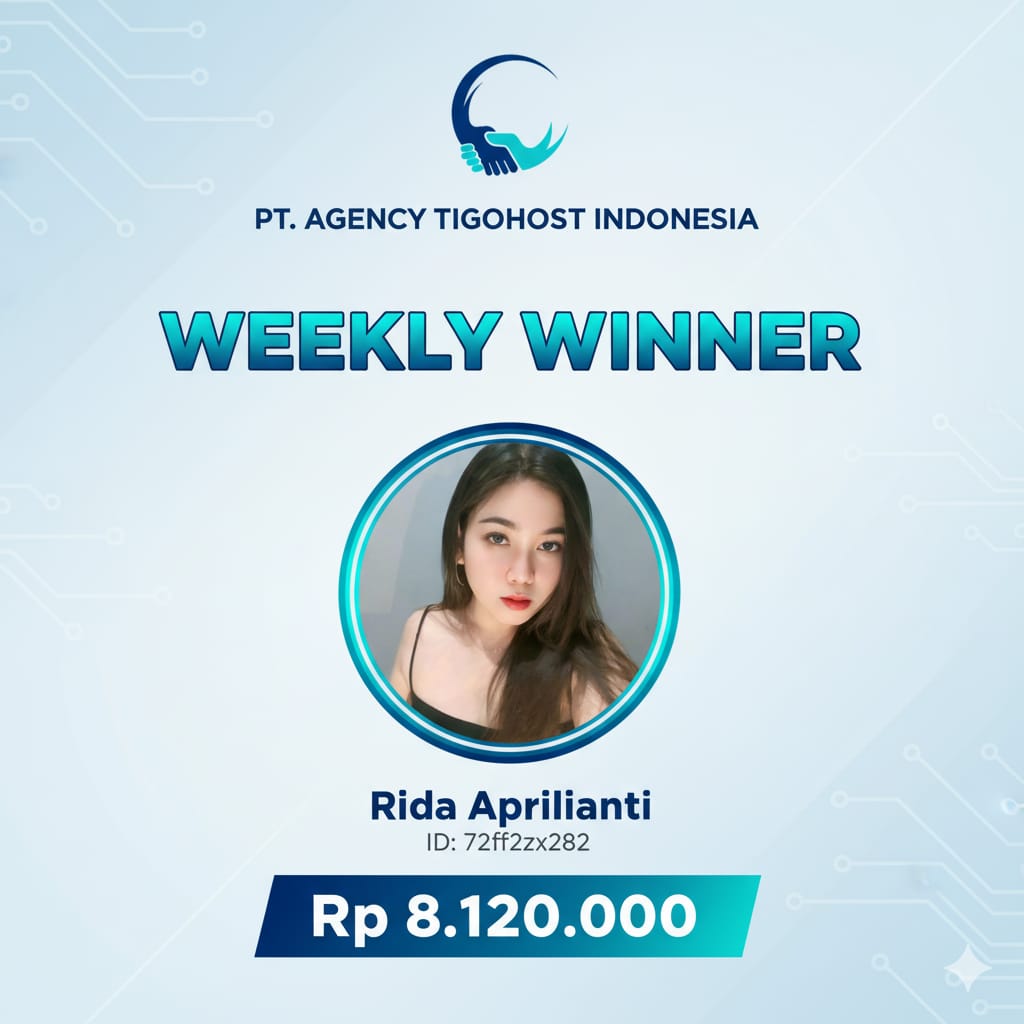 PT. AGENCY TIGOHOST INDONESIA
WEEKLY WINNER
Rida Aprilianti
ID: 72ff2zx282
Rp 8.120.000